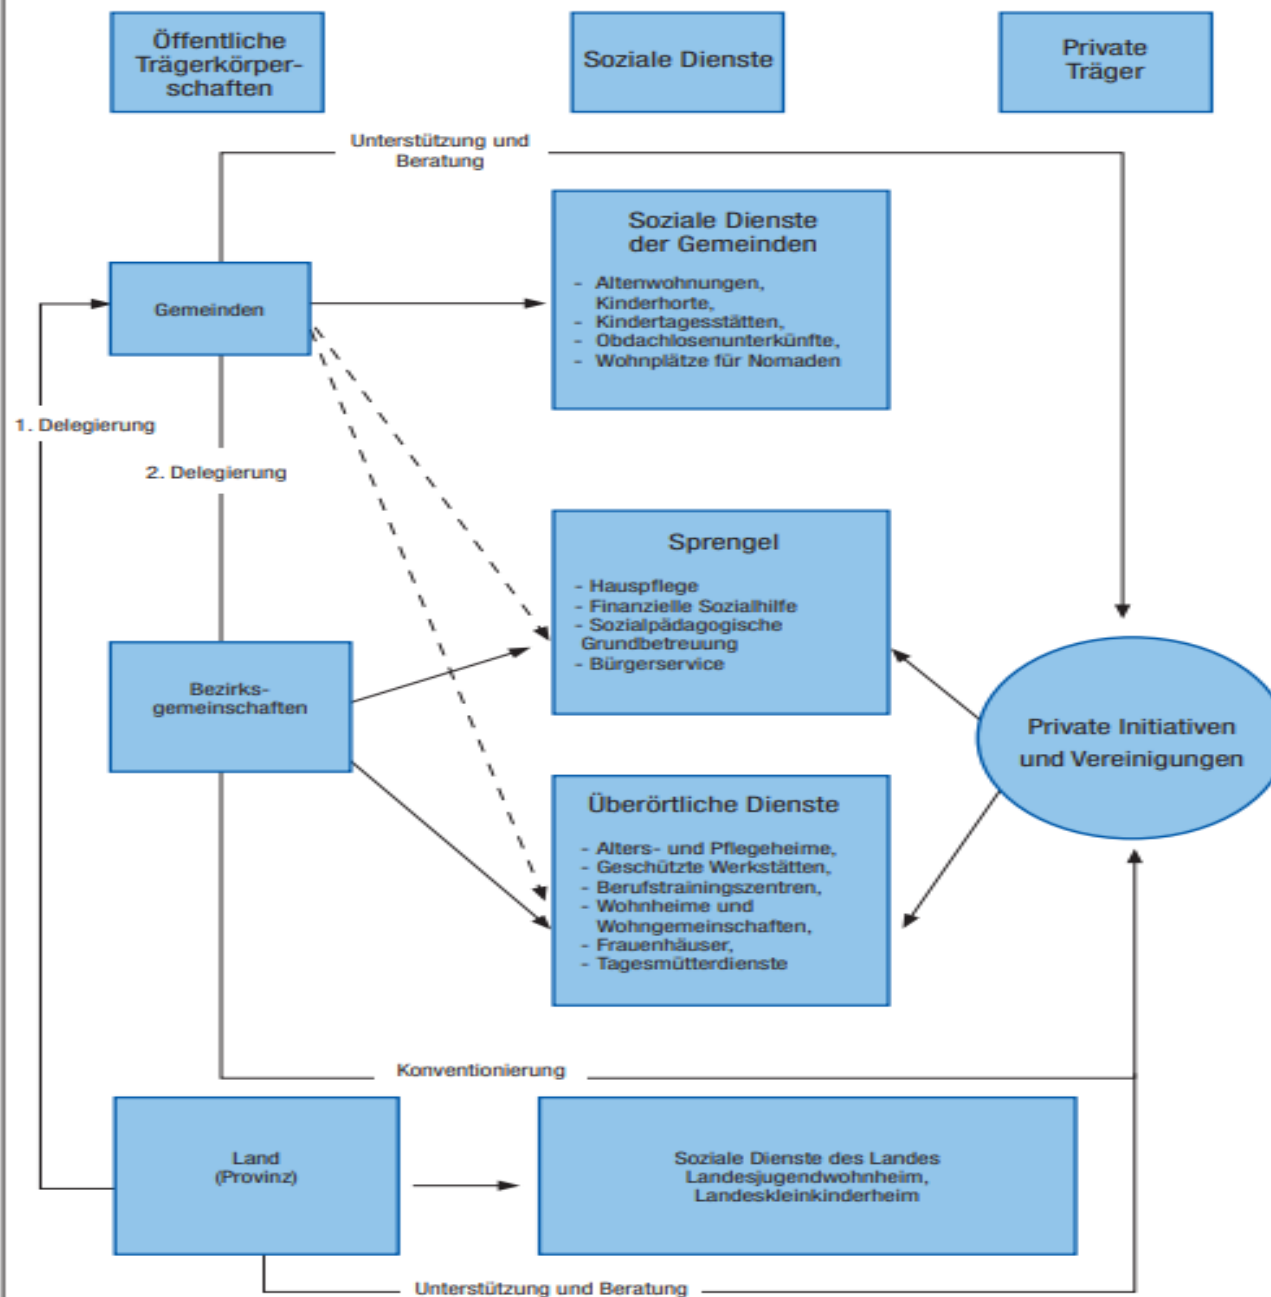 Öffentliche
Trägerkörper-
schaften
Soziale Dienste
Private
Träger
Unterstützung und
Beratung
Soziale Dienste
der Gemeinden
- Altenwohnungen,
Kinderhorte,
- Kindertagesstätten,
- Obdachlosenunterkünfte,
- Wohnplätze für Nomaden
Gemeinden
1. Delegierung
2. Delegierung
Sprengel
- Hauspflege
- Finanzielle Sozialhilfe
- Sozialpädagogische
Grundbetreuung
- Bürgerservice
Bezirks-
gemeinschaften
Private Initiativen
und Vereinigungen
Überörtliche Dienste
- Alters- und Pflegeheime,
- Geschützte Werkstätten,
- Berufstrainingszentren,
- Wohnheime und
Wohngemeinschaften,
- Frauenhäuser,
- Tagesmütterdienste
Konventionierung
Land
(Provinz)
Soziale Dienste des Landes
Landesjugendwohnheim,
Landeskleinkinderheim
Unterstützung und Beratung